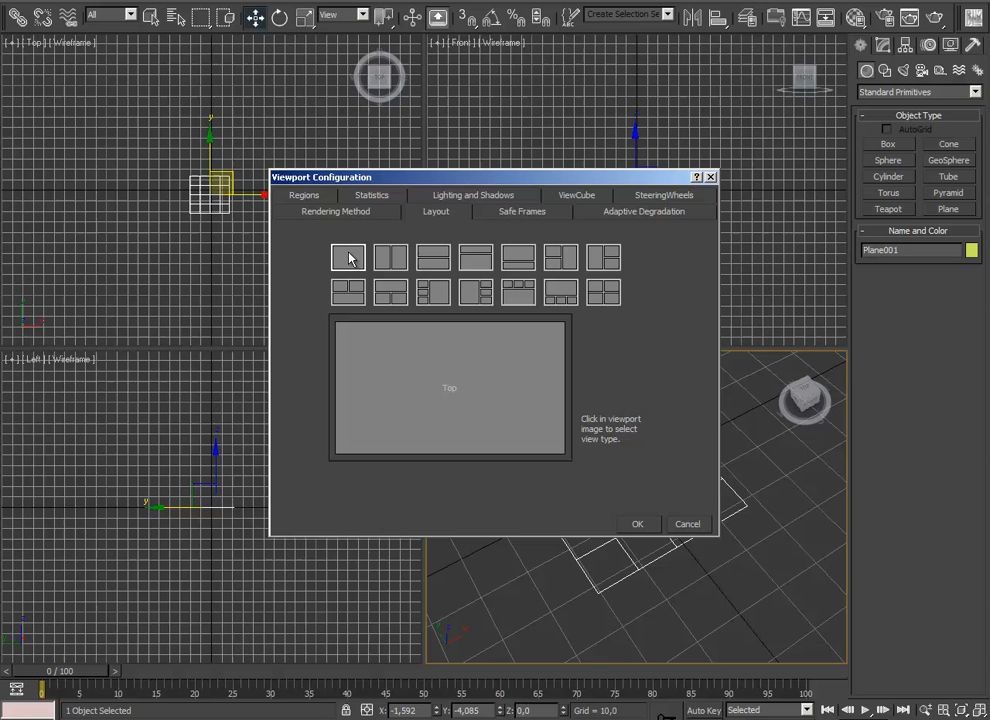 All
View
Create Selection Se
[ + ] [ Top ] [ Wireframe ]
TOP
[ + ] [ Front ] [ Wireframe ]
FRONT
y
Standard Primitives
- Object Type
AutoGrid
Box Cone
Sphere GeoSphere
Cylinder Tube
Torus Pyramid
Teapot Plane
- Name and Color
Plane001
Viewport Configuration
Regions Statistics Lighting and Shadows ViewCube SteeringWheels
Rendering Method Layout Safe Frames Adaptive Degradation
Top
Click in viewport
image to select
view type.
OK Cancel
[ + ] [ Left ] [ Wireframe ]
y
< 0 / 100 >
0 5 10 15 20 25 30 35 40 45 50 55 60 65 70 75 80 85 90 95 100
1 Object Selected X: -1,592 Y: -4,085 Z: 0,0 Grid = 10,0 Auto Key Selected